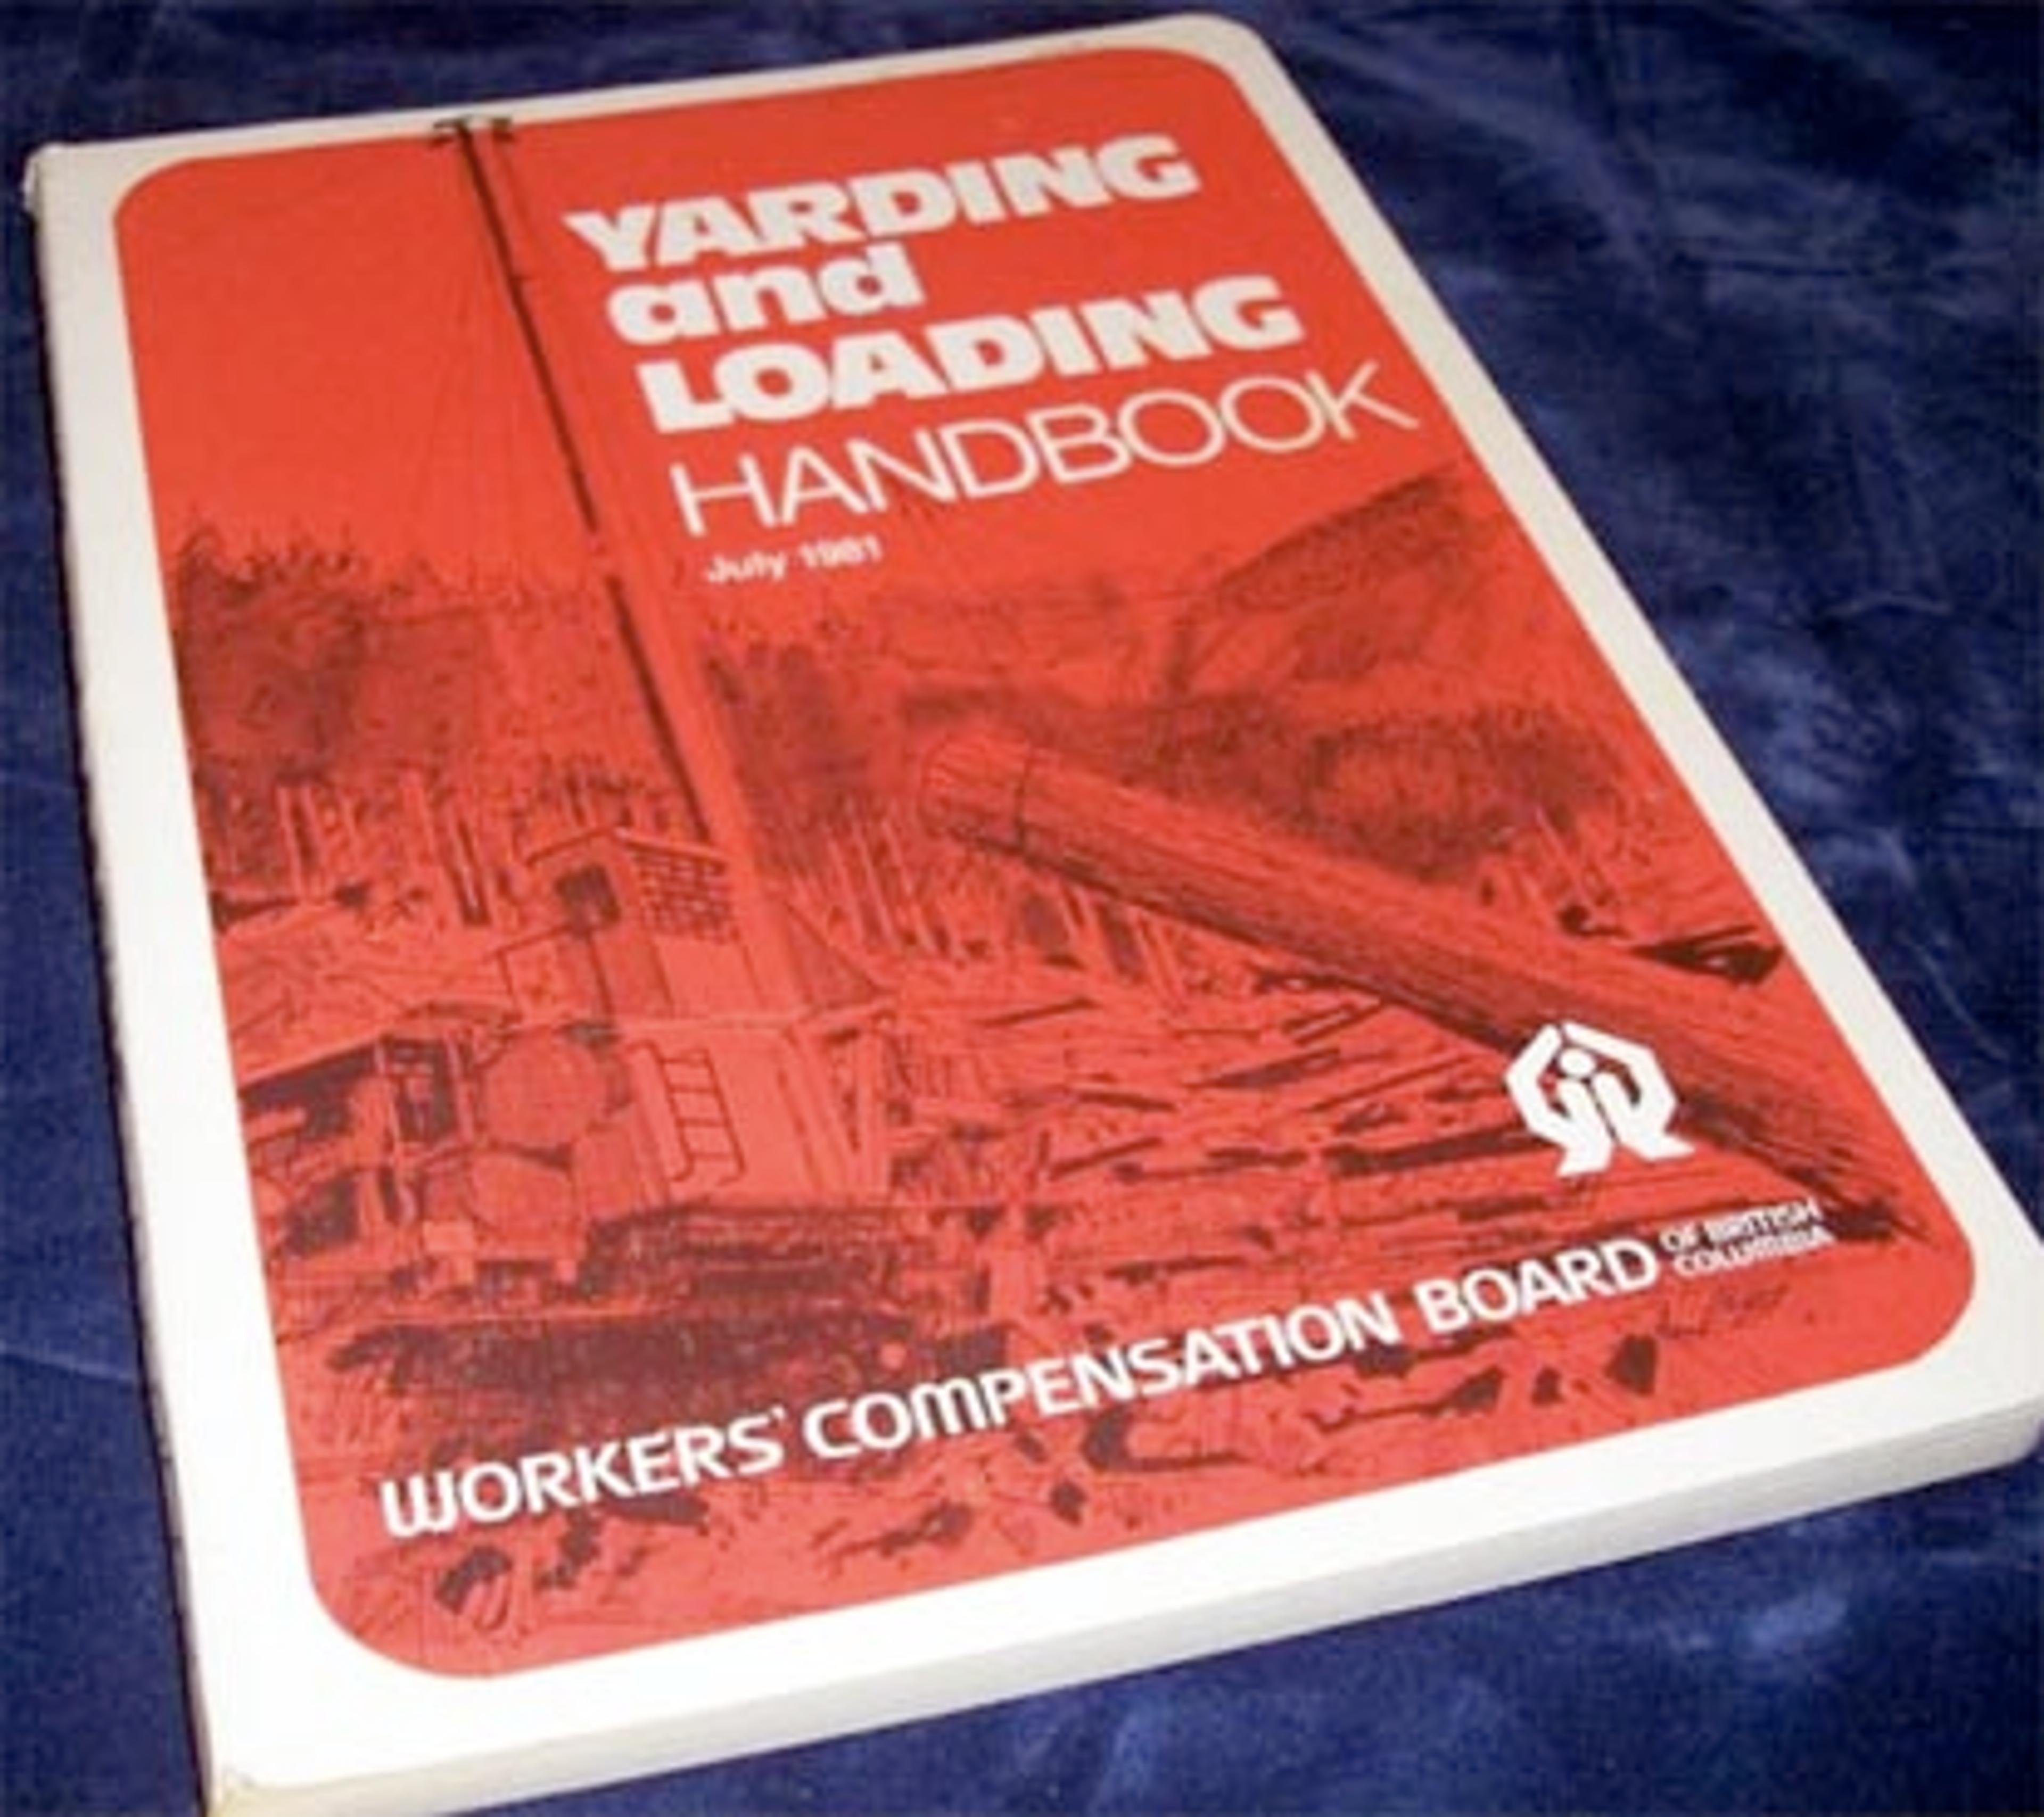 YARDING
and
LOADING
HANDBOOK
July 1981
WORKERS' COMPENSATION BOARD OF BRITISH
COLUMBIA